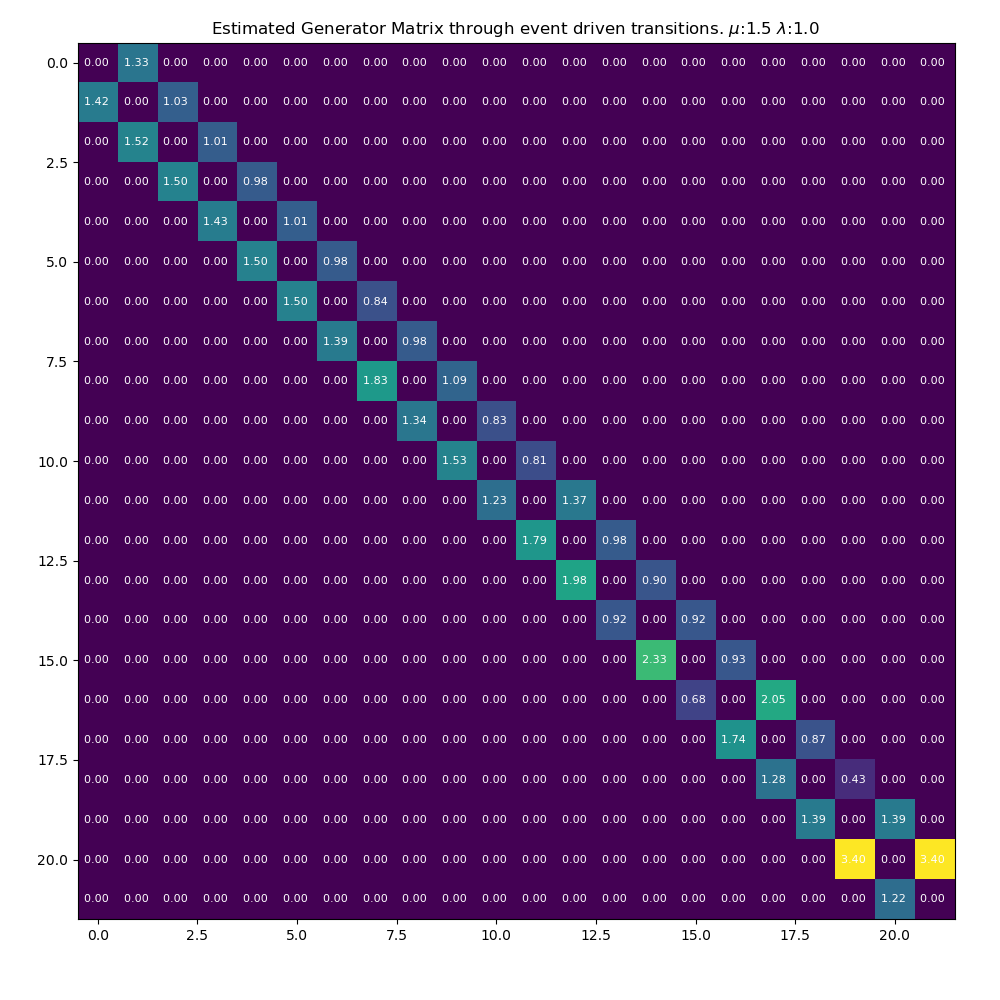 Estimated Generator Matrix through event driven transitions. μ:1.5 λ:1.0
0.0 0.00 1.33 0.00 0.00 0.00 0.00 0.00 0.00 0.00 0.00 0.00 0.00 0.00 0.00 0.00 0.00 0.00 0.00 0.00 0.00 0.00 0.00
1.42 0.00 1.03 0.00 0.00 0.00 0.00 0.00 0.00 0.00 0.00 0.00 0.00 0.00 0.00 0.00 0.00 0.00 0.00 0.00 0.00 0.00
0.00 1.52 0.00 1.01 0.00 0.00 0.00 0.00 0.00 0.00 0.00 0.00 0.00 0.00 0.00 0.00 0.00 0.00 0.00 0.00 0.00 0.00
2.5
0.00 0.00 1.50 0.00 0.98 0.00 0.00 0.00 0.00 0.00 0.00 0.00 0.00 0.00 0.00 0.00 0.00 0.00 0.00 0.00 0.00 0.00
0.00 0.00 0.00 1.43 0.00 1.01 0.00 0.00 0.00 0.00 0.00 0.00 0.00 0.00 0.00 0.00 0.00 0.00 0.00 0.00 0.00 0.00
5.0 0.00 0.00 0.00 0.00 1.50 0.00 0.98 0.00 0.00 0.00 0.00 0.00 0.00 0.00 0.00 0.00 0.00 0.00 0.00 0.00 0.00 0.00
0.00 0.00 0.00 0.00 0.00 1.50 0.00 0.84 0.00 0.00 0.00 0.00 0.00 0.00 0.00 0.00 0.00 0.00 0.00 0.00 0.00 0.00
0.00 0.00 0.00 0.00 0.00 0.00 1.39 0.00 0.98 0.00 0.00 0.00 0.00 0.00 0.00 0.00 0.00 0.00 0.00 0.00 0.00 0.00
7.5
0.00 0.00 0.00 0.00 0.00 0.00 0.00 1.83 0.00 1.09 0.00 0.00 0.00 0.00 0.00 0.00 0.00 0.00 0.00 0.00 0.00 0.00
0.00 0.00 0.00 0.00 0.00 0.00 0.00 0.00 1.34 0.00 0.83 0.00 0.00 0.00 0.00 0.00 0.00 0.00 0.00 0.00 0.00 0.00
10.0 0.00 0.00 0.00 0.00 0.00 0.00 0.00 0.00 0.00 1.53 0.00 0.81 0.00 0.00 0.00 0.00 0.00 0.00 0.00 0.00 0.00 0.00
0.00 0.00 0.00 0.00 0.00 0.00 0.00 0.00 0.00 0.00 1.23 0.00 1.37 0.00 0.00 0.00 0.00 0.00 0.00 0.00 0.00 0.00
0.00 0.00 0.00 0.00 0.00 0.00 0.00 0.00 0.00 0.00 0.00 1.79 0.00 0.98 0.00 0.00 0.00 0.00 0.00 0.00 0.00 0.00
12.5
0.00 0.00 0.00 0.00 0.00 0.00 0.00 0.00 0.00 0.00 0.00 0.00 1.98 0.00 0.90 0.00 0.00 0.00 0.00 0.00 0.00 0.00
0.00 0.00 0.00 0.00 0.00 0.00 0.00 0.00 0.00 0.00 0.00 0.00 0.00 0.92 0.00 0.92 0.00 0.00 0.00 0.00 0.00 0.00
15.0 0.00 0.00 0.00 0.00 0.00 0.00 0.00 0.00 0.00 0.00 0.00 0.00 0.00 0.00 2.33 0.00 0.93 0.00 0.00 0.00 0.00 0.00
0.00 0.00 0.00 0.00 0.00 0.00 0.00 0.00 0.00 0.00 0.00 0.00 0.00 0.00 0.00 0.68 0.00 2.05 0.00 0.00 0.00 0.00
0.00 0.00 0.00 0.00 0.00 0.00 0.00 0.00 0.00 0.00 0.00 0.00 0.00 0.00 0.00 0.00 1.74 0.00 0.87 0.00 0.00 0.00
17.5
0.00 0.00 0.00 0.00 0.00 0.00 0.00 0.00 0.00 0.00 0.00 0.00 0.00 0.00 0.00 0.00 0.00 1.28 0.00 0.43 0.00 0.00
0.00 0.00 0.00 0.00 0.00 0.00 0.00 0.00 0.00 0.00 0.00 0.00 0.00 0.00 0.00 0.00 0.00 0.00 1.39 0.00 1.39 0.00
20.0 0.00 0.00 0.00 0.00 0.00 0.00 0.00 0.00 0.00 0.00 0.00 0.00 0.00 0.00 0.00 0.00 0.00 0.00 0.00 3.40 0.00 3.40
0.00 0.00 0.00 0.00 0.00 0.00 0.00 0.00 0.00 0.00 0.00 0.00 0.00 0.00 0.00 0.00 0.00 0.00 0.00 0.00 1.22 0.00
0.0 2.5 5.0 7.5 10.0 12.5 15.0 17.5 20.0